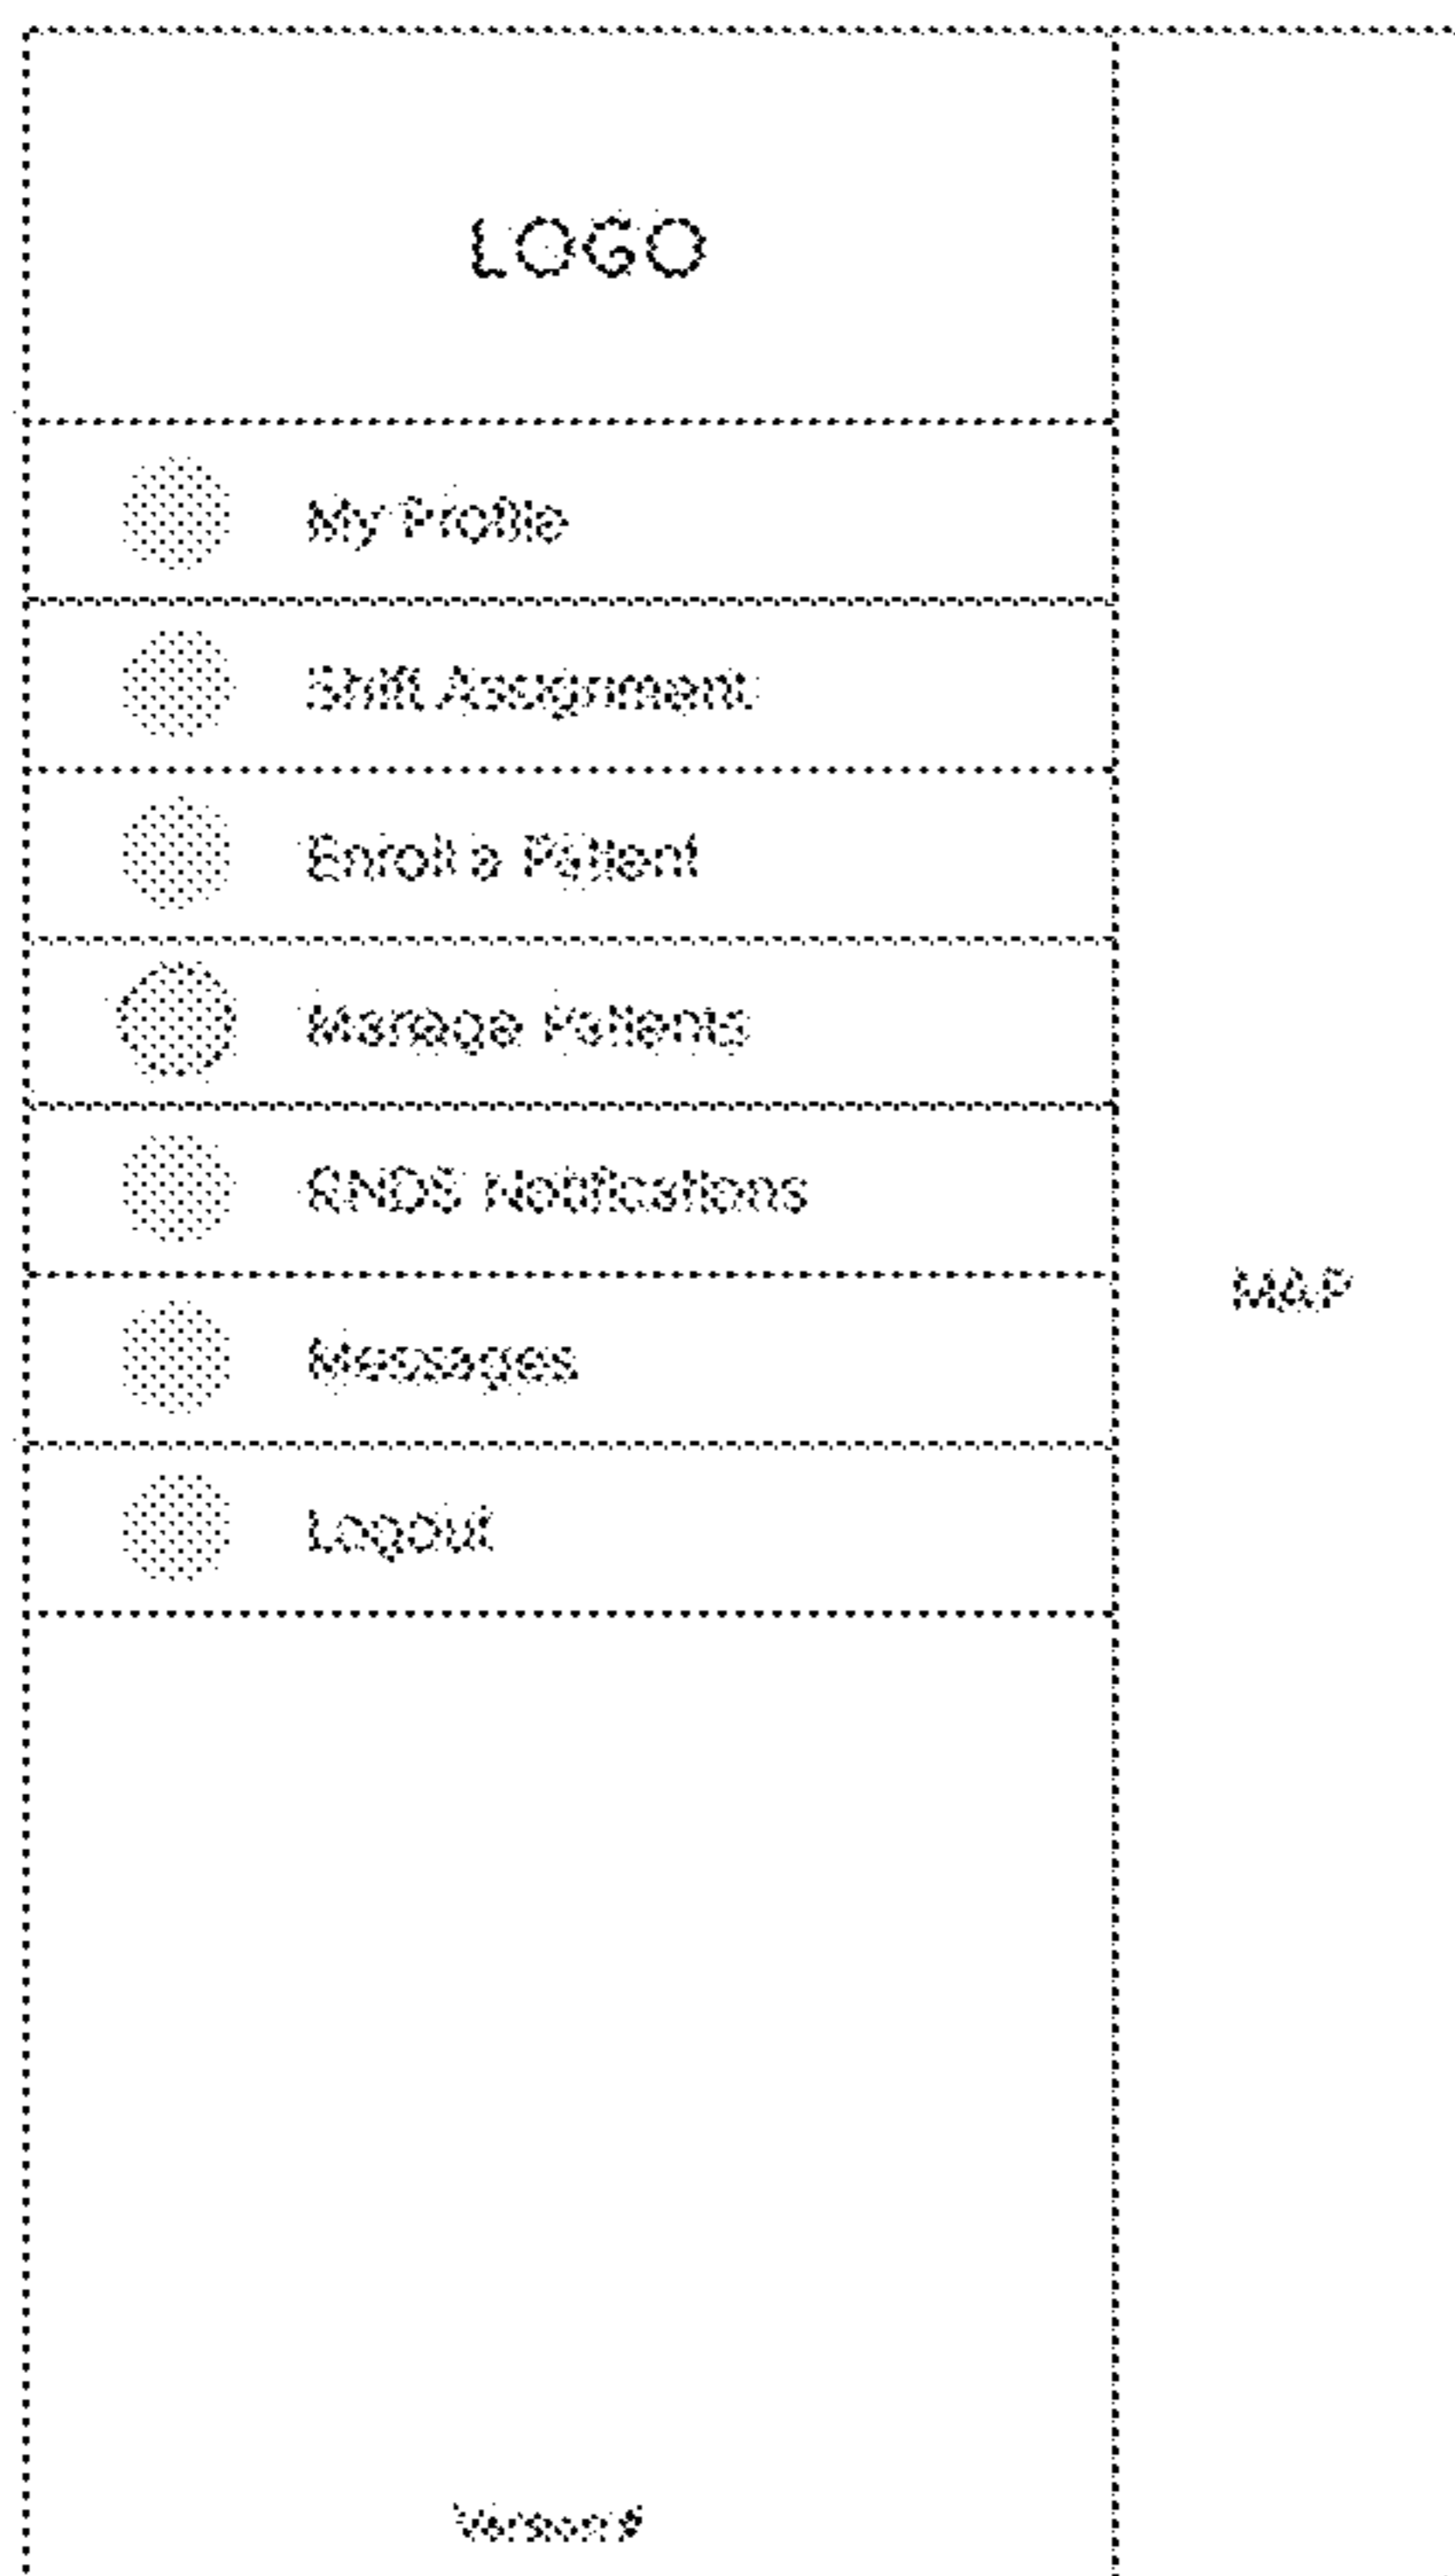 LOGO
My Profile
Shift Assignment
Enroll a Patient
Manage Patients
RNDS Notifications
Messages
MAP
Logout
Version #